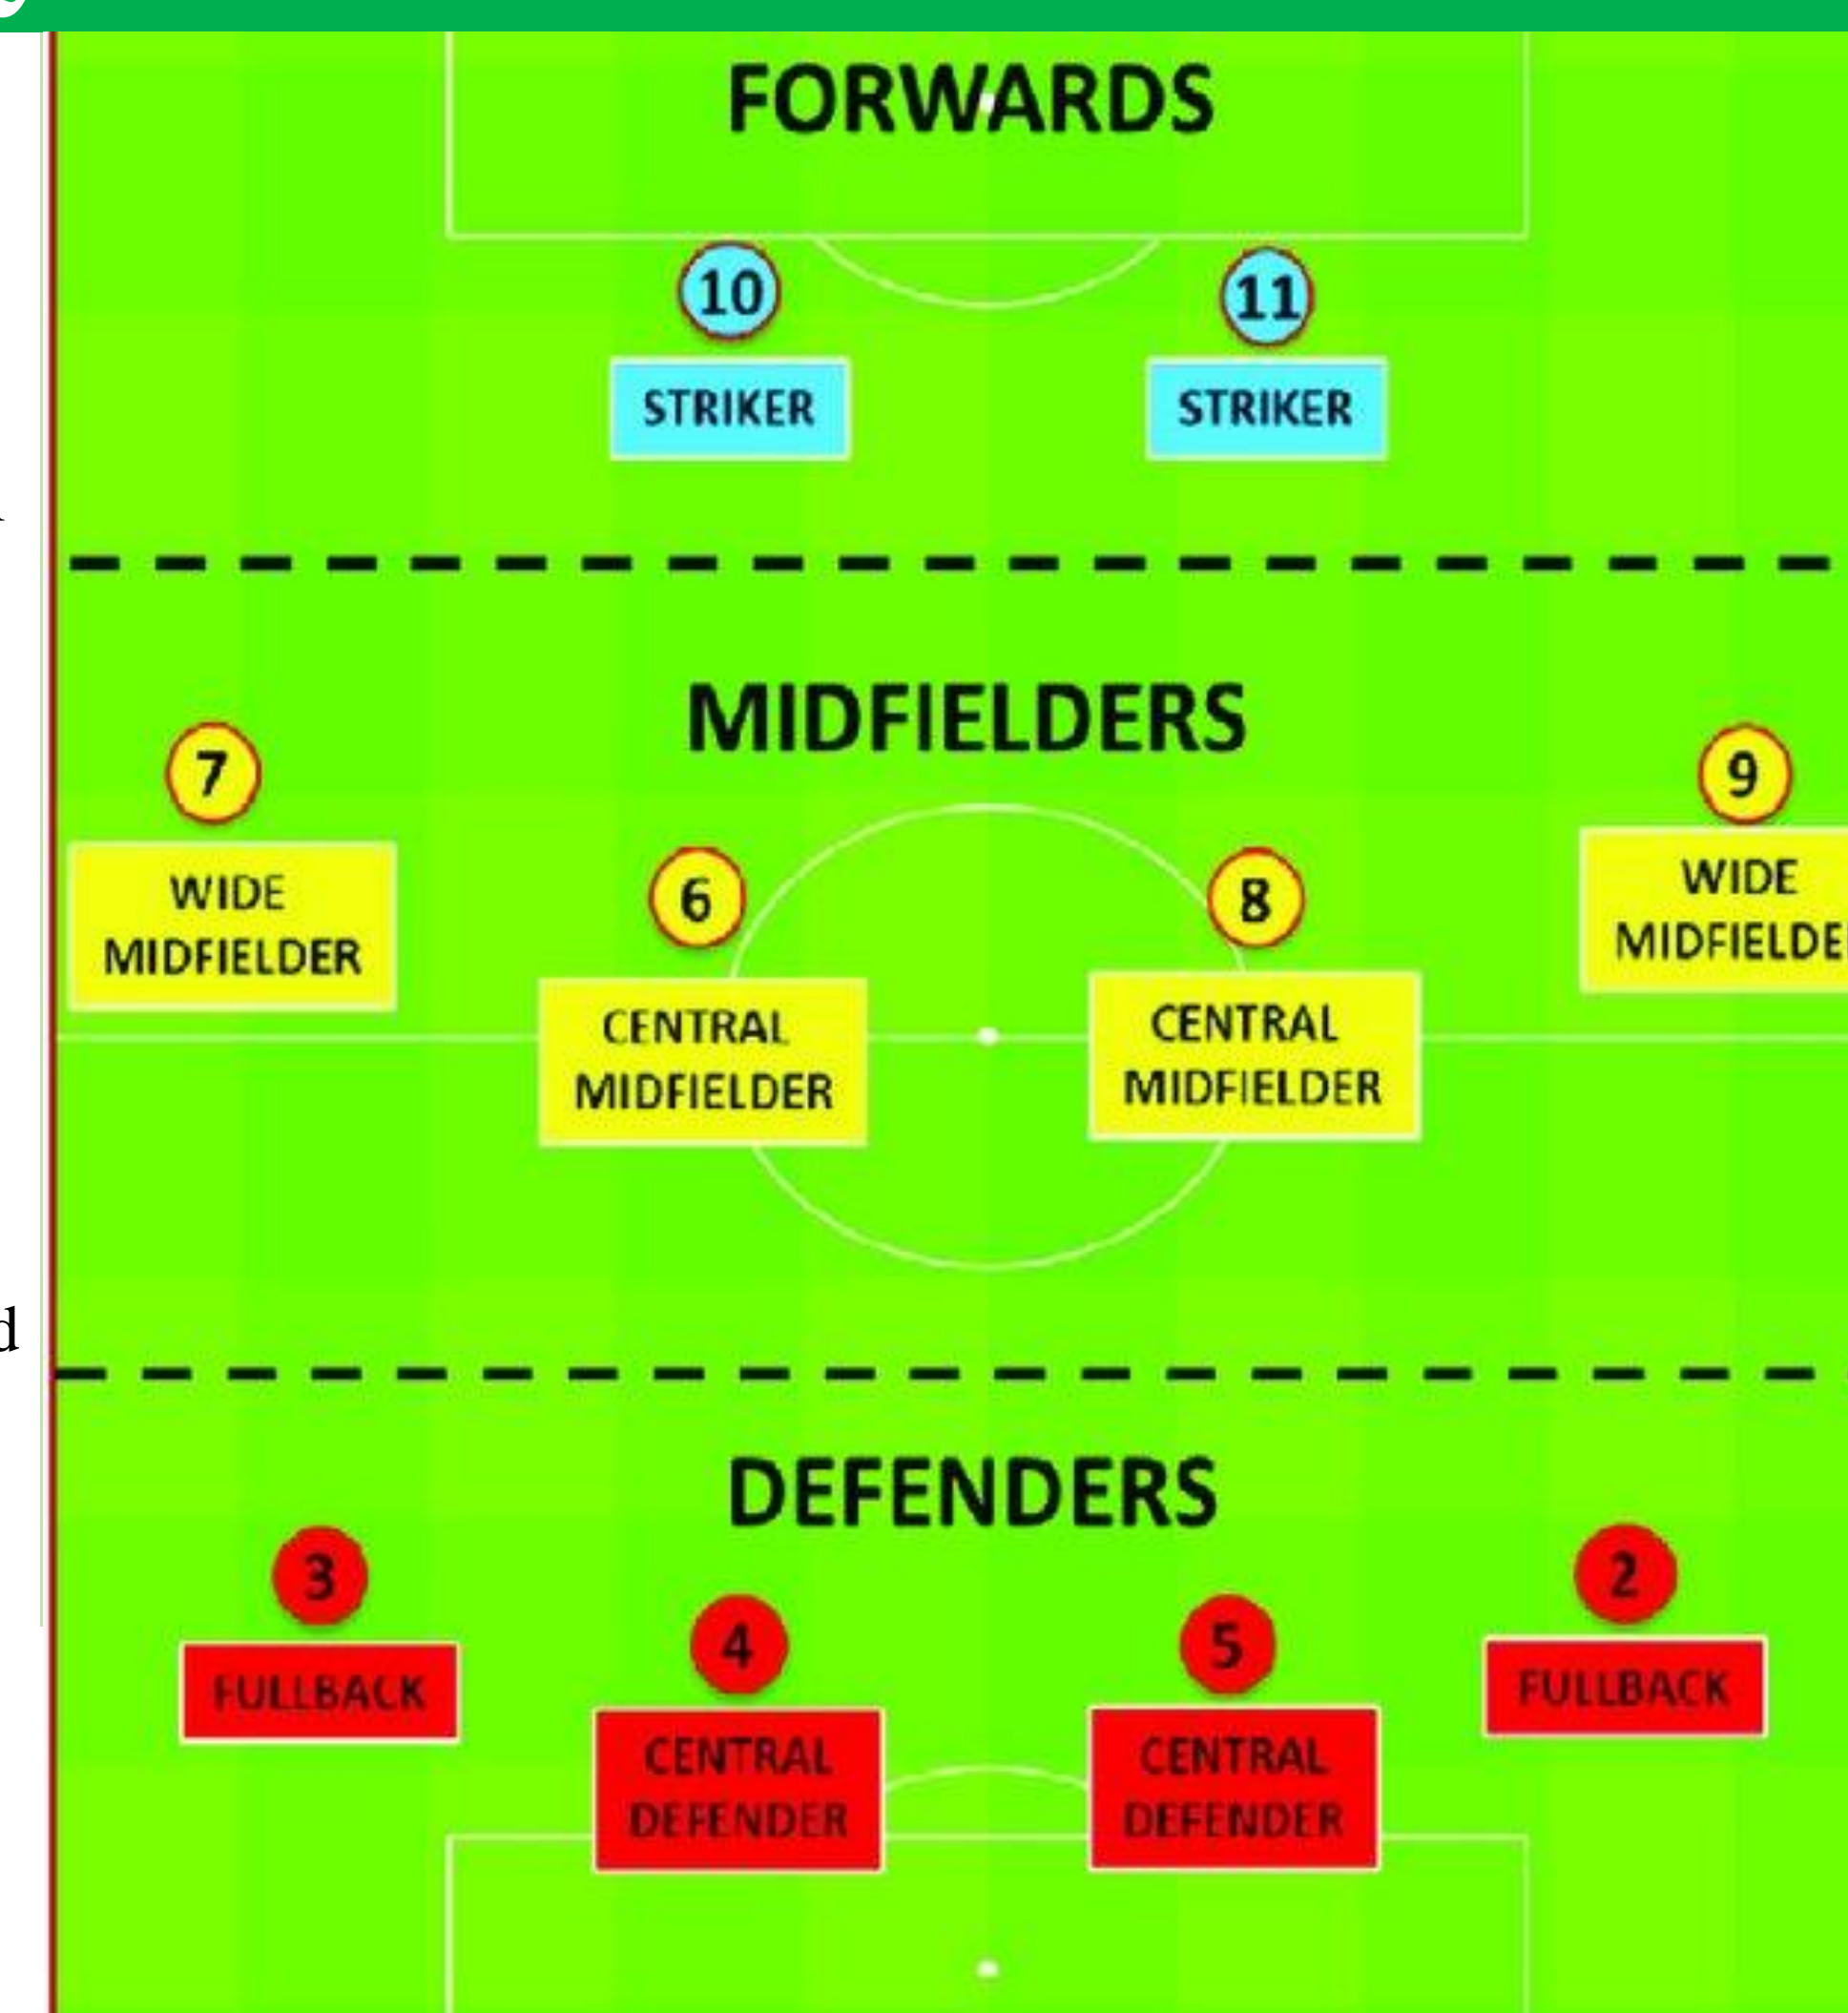 FORWARDS
10
11
STRIKER
STRIKER
MIDFIELDERS
7
9
WIDE
MIDFIELDER
WIDE
MIDFIELDE
6
8
CENTRAL
MIDFIELDER
CENTRAL
MIDFIELDER
d
DEFENDERS
3
2
FULLBACK
FULLBACK
4
5
CENTRAL
DEFENDER
CENTRAL
DEFENDER